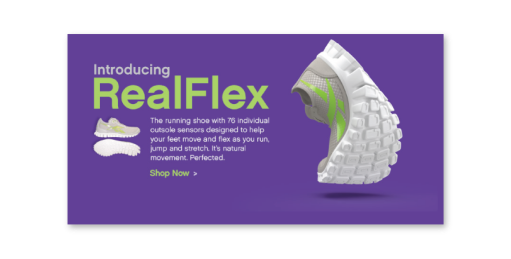 Introducing
RealFlex
The running shoe with 76 individual
outsole sensors designed to help
your feet move and flex as you run,
jump and stretch. It's natural
movement. Perfected.
Shop Now >